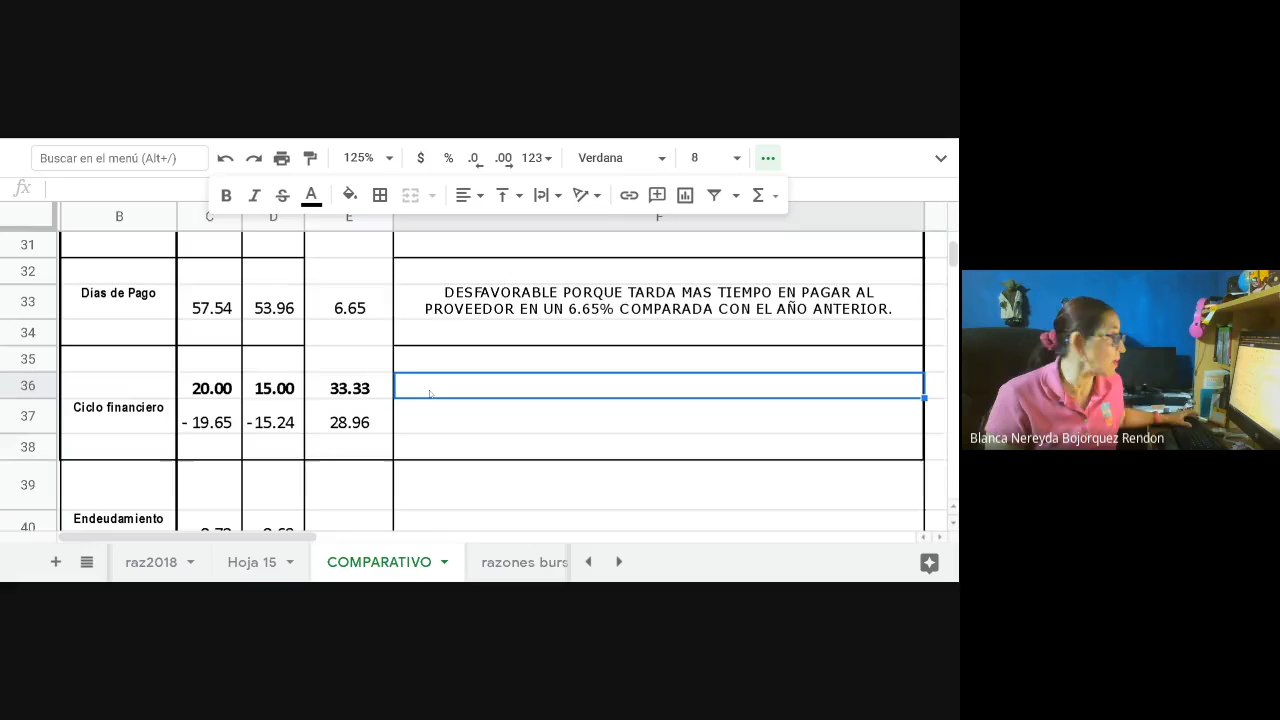 Buscar en el menú (Alt+/)
125%
$ % .0 .00 123
Verdana
8
fx
B I S A
B C D E F
31
32
33 Dias de Pago 57.54 53.96 6.65 DESFAVORABLE PORQUE TARDA MAS TIEMPO EN PAGAR AL
PROVEEDOR EN UN 6.65% COMPARADA CON EL AÑO ANTERIOR.
34
35
36 20.00 15.00 33.33
37 Ciclo financiero - 19.65 -15.24 28.96
38
39
40 Endeudamiento
raz2018
Hoja 15
COMPARATIVO
razones burs
Blanca Nereyda Bojorquez Rendon